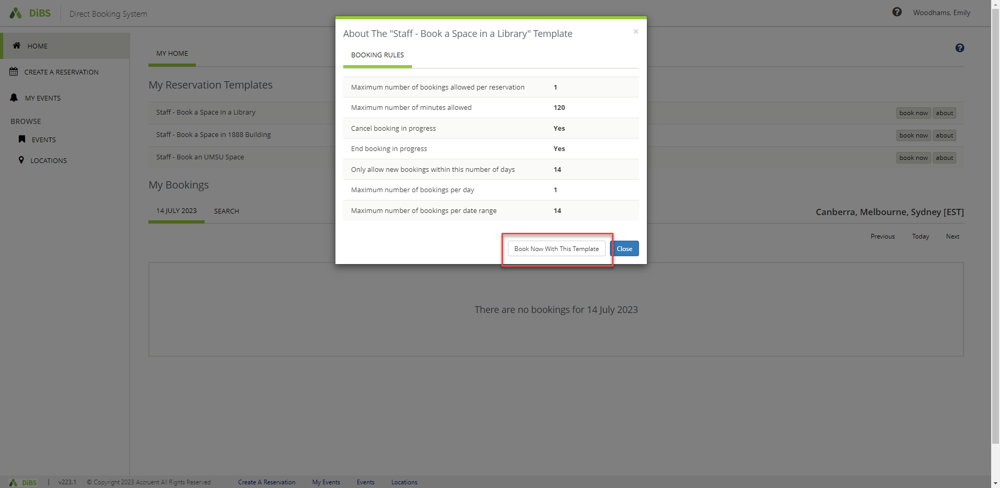 DiBS
Direct Booking System
Woodhams, Emily
HOME
CREATE A RESERVATION
MY EVENTS
BROWSE
EVENTS
LOCATIONS
MY HOME
My Reservation Templates
Staff - Book a Space in a Library
book now about
Staff - Book a Space in 1888 Building
book now about
Staff - Book an UMSU Space
book now about
My Bookings
14 JULY 2023 SEARCH
Canberra, Melbourne, Sydney [EST]
Previous Today Next
There are no bookings for 14 July 2023
About The "Staff - Book a Space in a Library" Template
×
BOOKING RULES
Maximum number of bookings allowed per reservation 1
Maximum number of minutes allowed 120
Cancel booking in progress Yes
End booking in progress Yes
Only allow new bookings within this number of days 14
Maximum number of bookings per day 1
Maximum number of bookings per date range 14
Book Now With This Template Close
DiBS | v223.1 © Copyright 2023 Accruent All Rights Reserved Create A Reservation My Events Events Locations